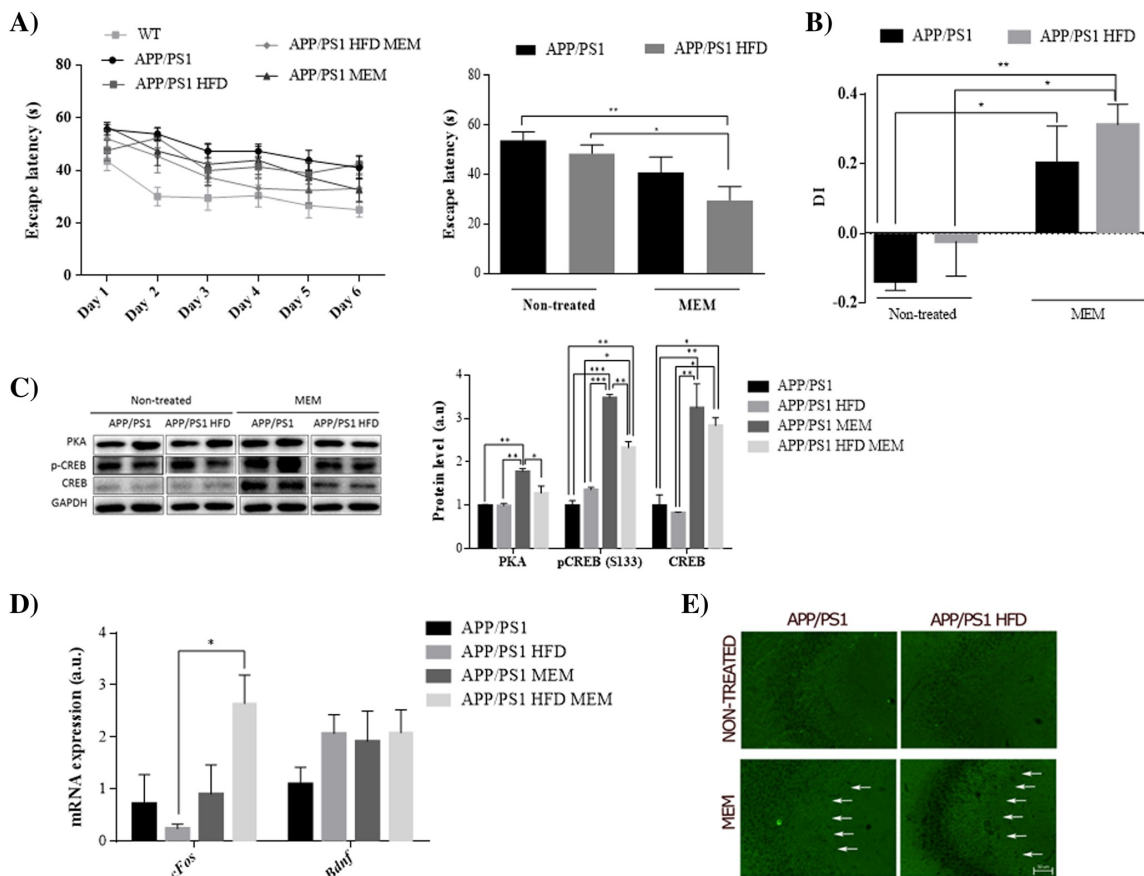 A)
WT
APP/PS1
APP/PS1 HFD
APP/PS1 HFD MEM
APP/PS1 MEM
Escape latency (s)
80
60
40
20
0
Day 1
Day 2
Day 3
Day 4
Day 5
Day 6
APP/PS1
APP/PS1 HFD
Escape latency (s)
80
60
40
20
0
**
*
Non-treated
MEM
B)
APP/PS1
APP/PS1 HFD
DI
0.4
0.2
0.0
-0.2
**
*
*
Non-treated
MEM
C)
Non-treated
MEM
APP/PS1
APP/PS1 HFD
APP/PS1
APP/PS1 HFD
PKA
p-CREB
CREB
GAPDH
Protein level (a.u)
4
3
2
1
0
**
**
*
**
*
***
***
**
*
**
*
**
PKA
pCREB (S133)
CREB
APP/PS1
APP/PS1 HFD
APP/PS1 MEM
APP/PS1 HFD MEM
D)
mRNA expression (a.u.)
4
3
2
1
0
*
cFos
Bdnf
APP/PS1
APP/PS1 HFD
APP/PS1 MEM
APP/PS1 HFD MEM
E)
APP/PS1
APP/PS1 HFD
NON-TREATED
MEM